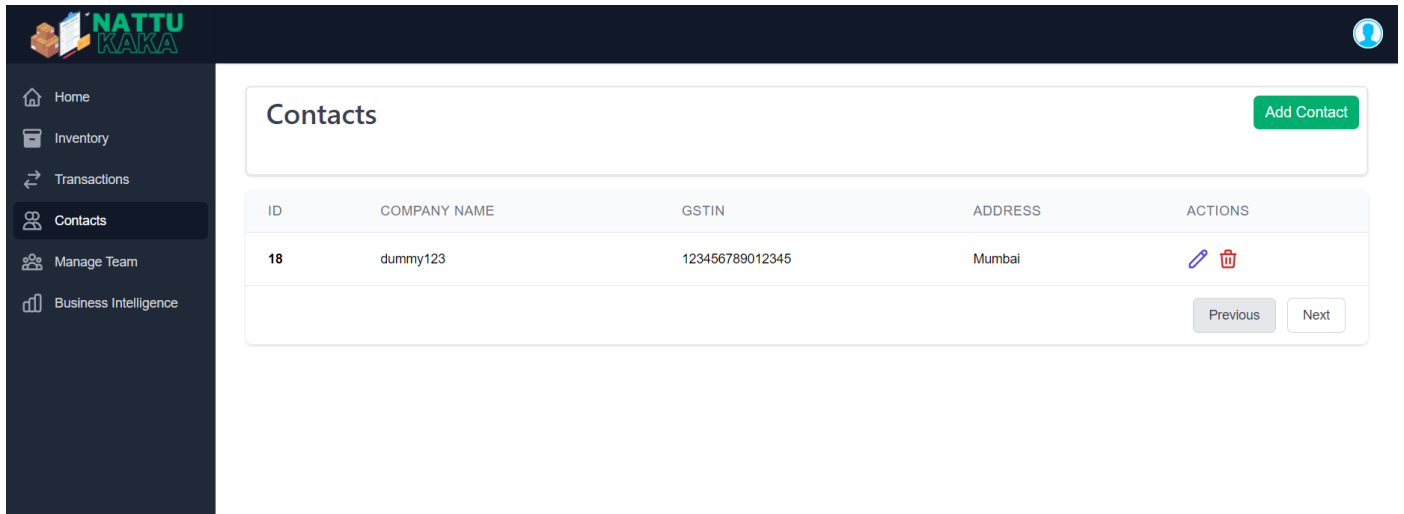 NATTU
KAKA
Home
Inventory
Transactions
Contacts
Manage Team
Business Intelligence
Contacts
Add Contact
ID COMPANY NAME GSTIN ADDRESS ACTIONS
18 dummy123 123456789012345 Mumbai
Previous Next